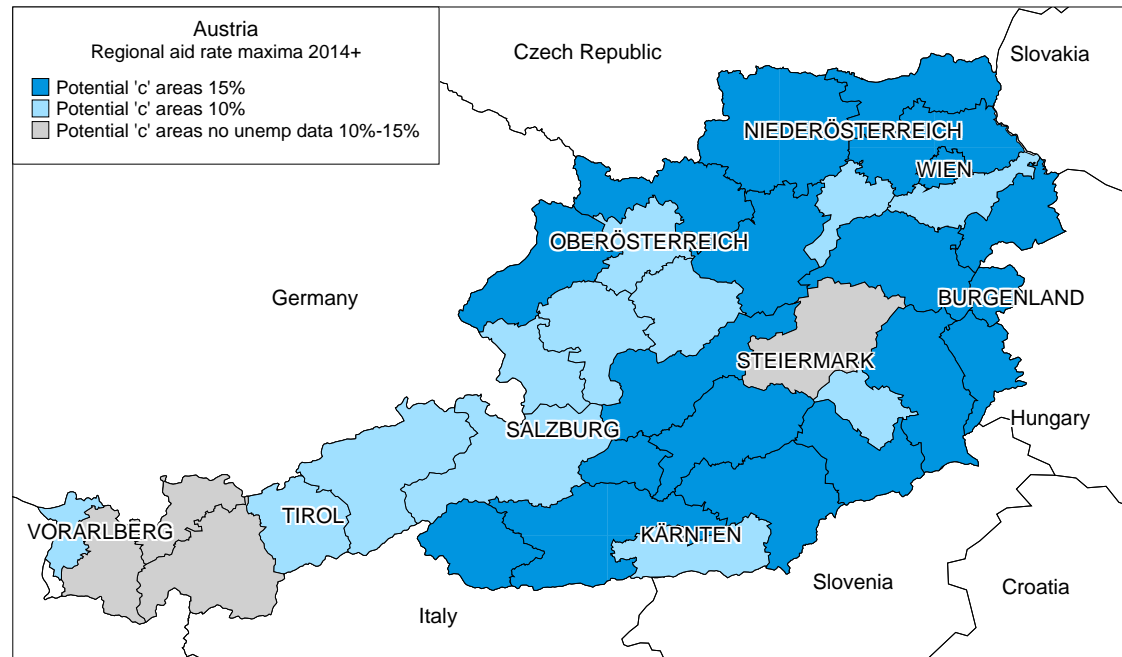 Austria
Regional aid rate maxima 2014+
Potential 'c' areas 15%
Potential 'c' areas 10%
Potential 'c' areas no unemp data 10%-15%
Czech Republic
Slovakia
NIEDERÖSTERREICH
WIEN
OBERÖSTERREICH
Germany
BURGENLAND
STEIERMARK
SALZBURG
Hungary
TIROL
VORARLBERG
KÄRNTEN
Slovenia
Croatia
Italy